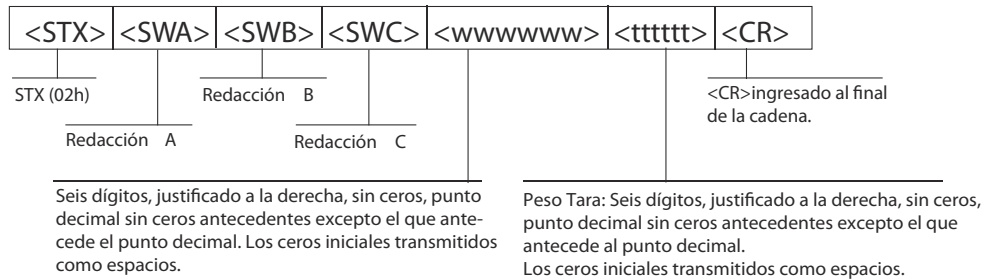 <STX> <SWA> <SWB> <SWC> <wwwwww> <tttttt> <CR>
STX (02h)
Redacción A
Redacción B
Redacción C
<CR>ingresado al final
de la cadena.
Seis dígitos, justificado a la derecha, sin ceros, punto
decimal sin ceros antecedentes excepto el que ante-
cede el punto decimal. Los ceros iniciales transmitidos
como espacios.
Peso Tara: Seis dígitos, justificado a la derecha, sin ceros,
punto decimal sin ceros antecedentes excepto el que
antecede al punto decimal.
Los ceros iniciales transmitidos como espacios.